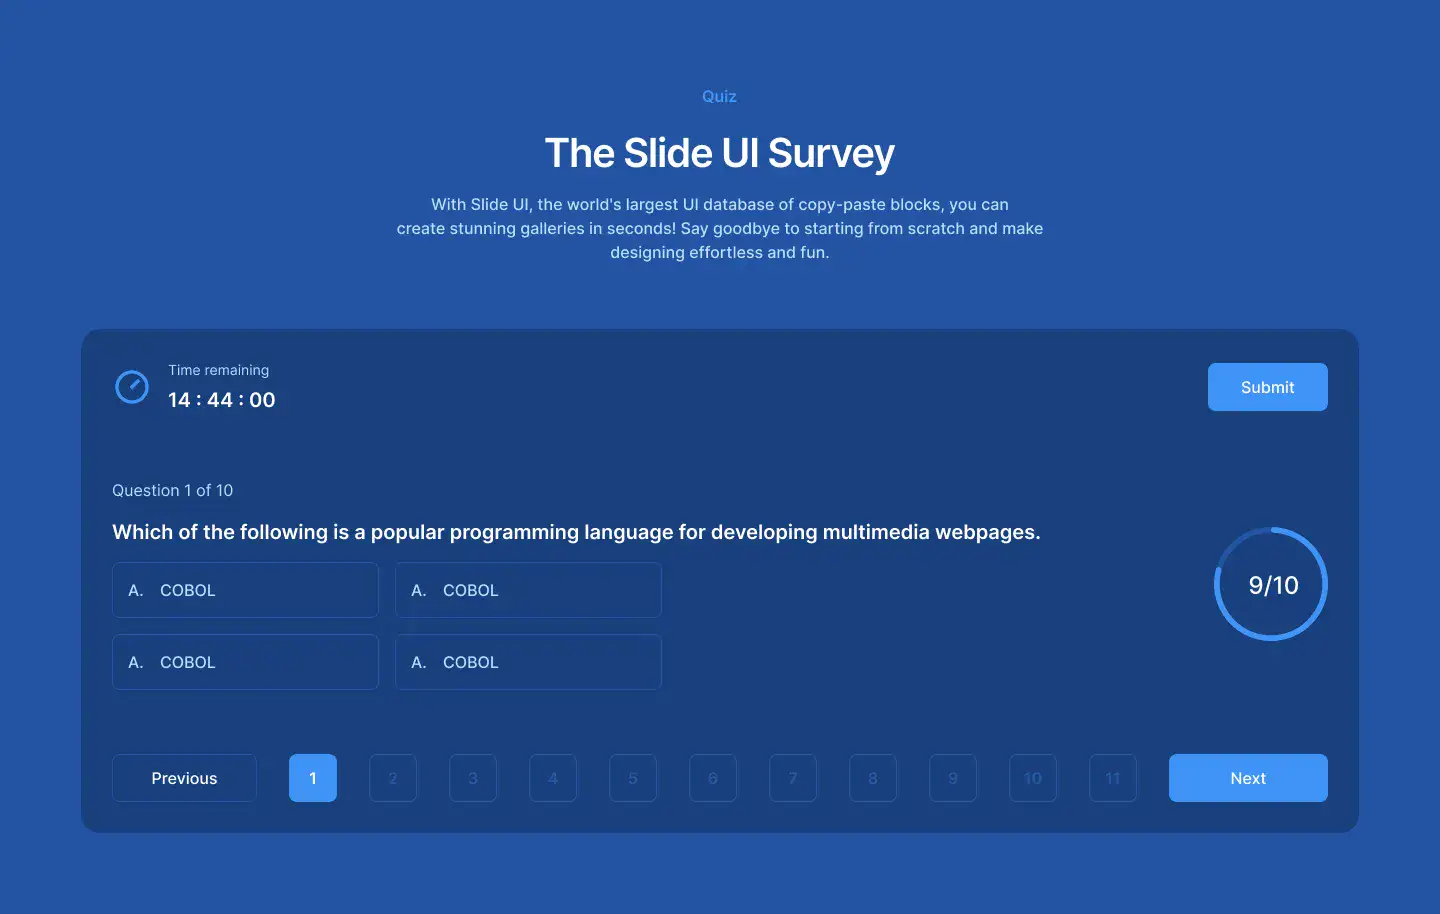 Quiz
The Slide UI Survey
With Slide UI, the world's largest UI database of copy-paste blocks, you can
create stunning galleries in seconds! Say goodbye to starting from scratch and make
designing effortless and fun.
Time remaining
14 : 44 : 00
Submit
Question 1 of 10
Which of the following is a popular programming language for developing multimedia webpages.
A. COBOL
A. COBOL
A. COBOL
A. COBOL
9/10
Previous
1
2
3
4
5
6
7
8
9
10
11
Next